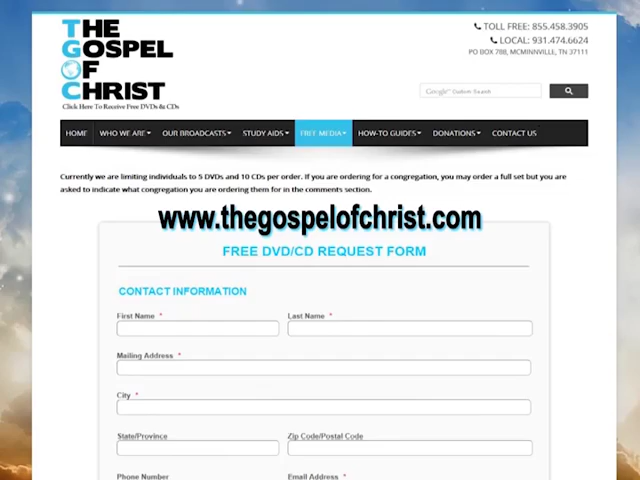 THE
GOSPEL
OF
CHRIST
Click Here To Receive Free DVDs & CDs
TOLL FREE: 855.458.3905
LOCAL: 931.474.6624
PO BOX 788, MCMINNVILLE, TN 37111
Google™ Custom Search
HOME WHO WE ARE OUR BROADCASTS STUDY AIDS FREE MEDIA HOW-TO GUIDES DONATIONS CONTACT US
Currently we are limiting individuals to 5 DVDs and 10 CDs per order. If you are ordering for a congregation, you may order a full set but you are
asked to indicate what congregation you are ordering them for in the comments section.
www.thegospelofchrist.com
FREE DVD/CD REQUEST FORM
CONTACT INFORMATION
First Name * Last Name *
Mailing Address *
City *
State/Province Zip Code/Postal Code
Phone Number Email Address *